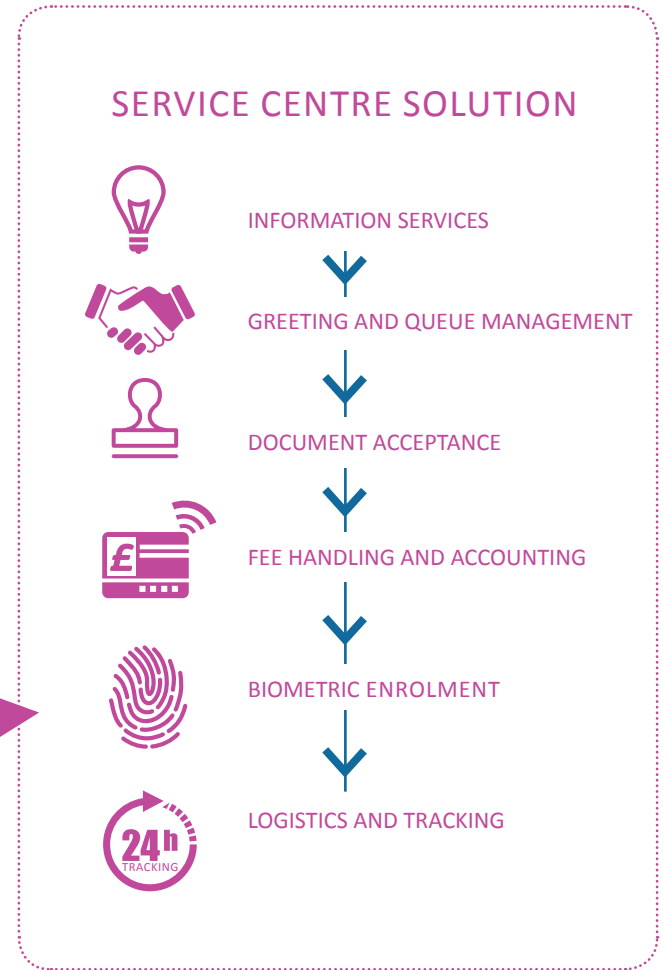 SERVICE CENTRE SOLUTION
INFORMATION SERVICES
GREETING AND QUEUE MANAGEMENT
DOCUMENT ACCEPTANCE
£
FEE HANDLING AND ACCOUNTING
BIOMETRIC ENROLMENT
24h
TRACKING
LOGISTICS AND TRACKING